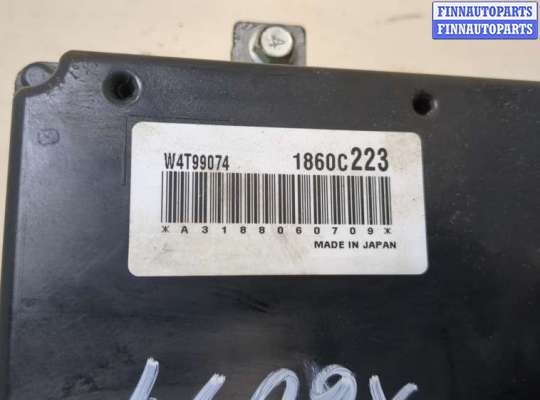 FINNAUTOPARTS
FINNAUTOPARTS
4
W4T99074 1860C223
*A3188060709*
MADE IN JAPAN